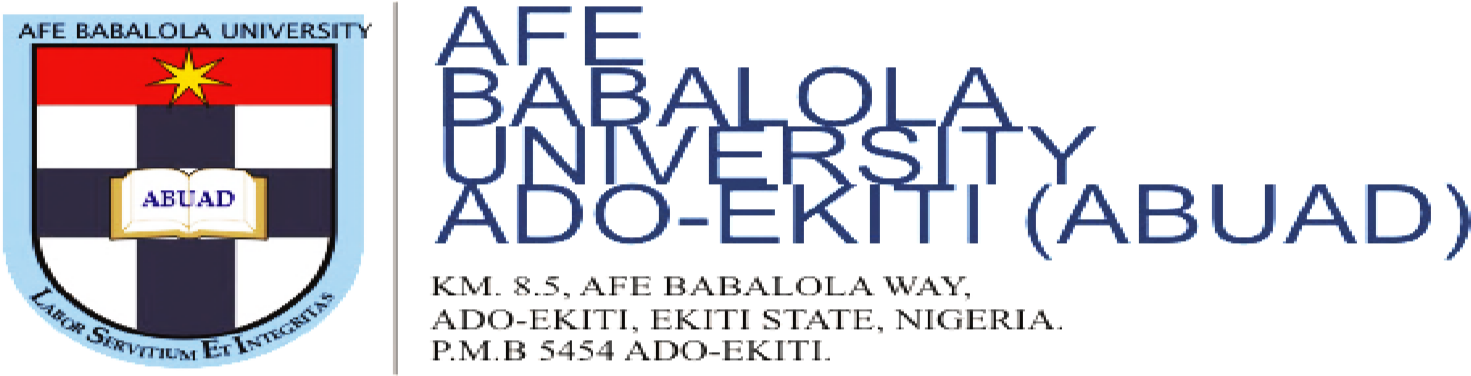 AFE BABALOLA UNIVERSITY
ABUAD
LABOR SERVITIUM ET INTEGRITAS
AFE
BABALOLA
UNIVERSITY
ADO-EKITI (ABUAD)
KM. 8.5, AFE BABALOLA WAY,
ADO-EKITI, EKITI STATE, NIGERIA.
P.M.B 5454 ADO-EKITI.